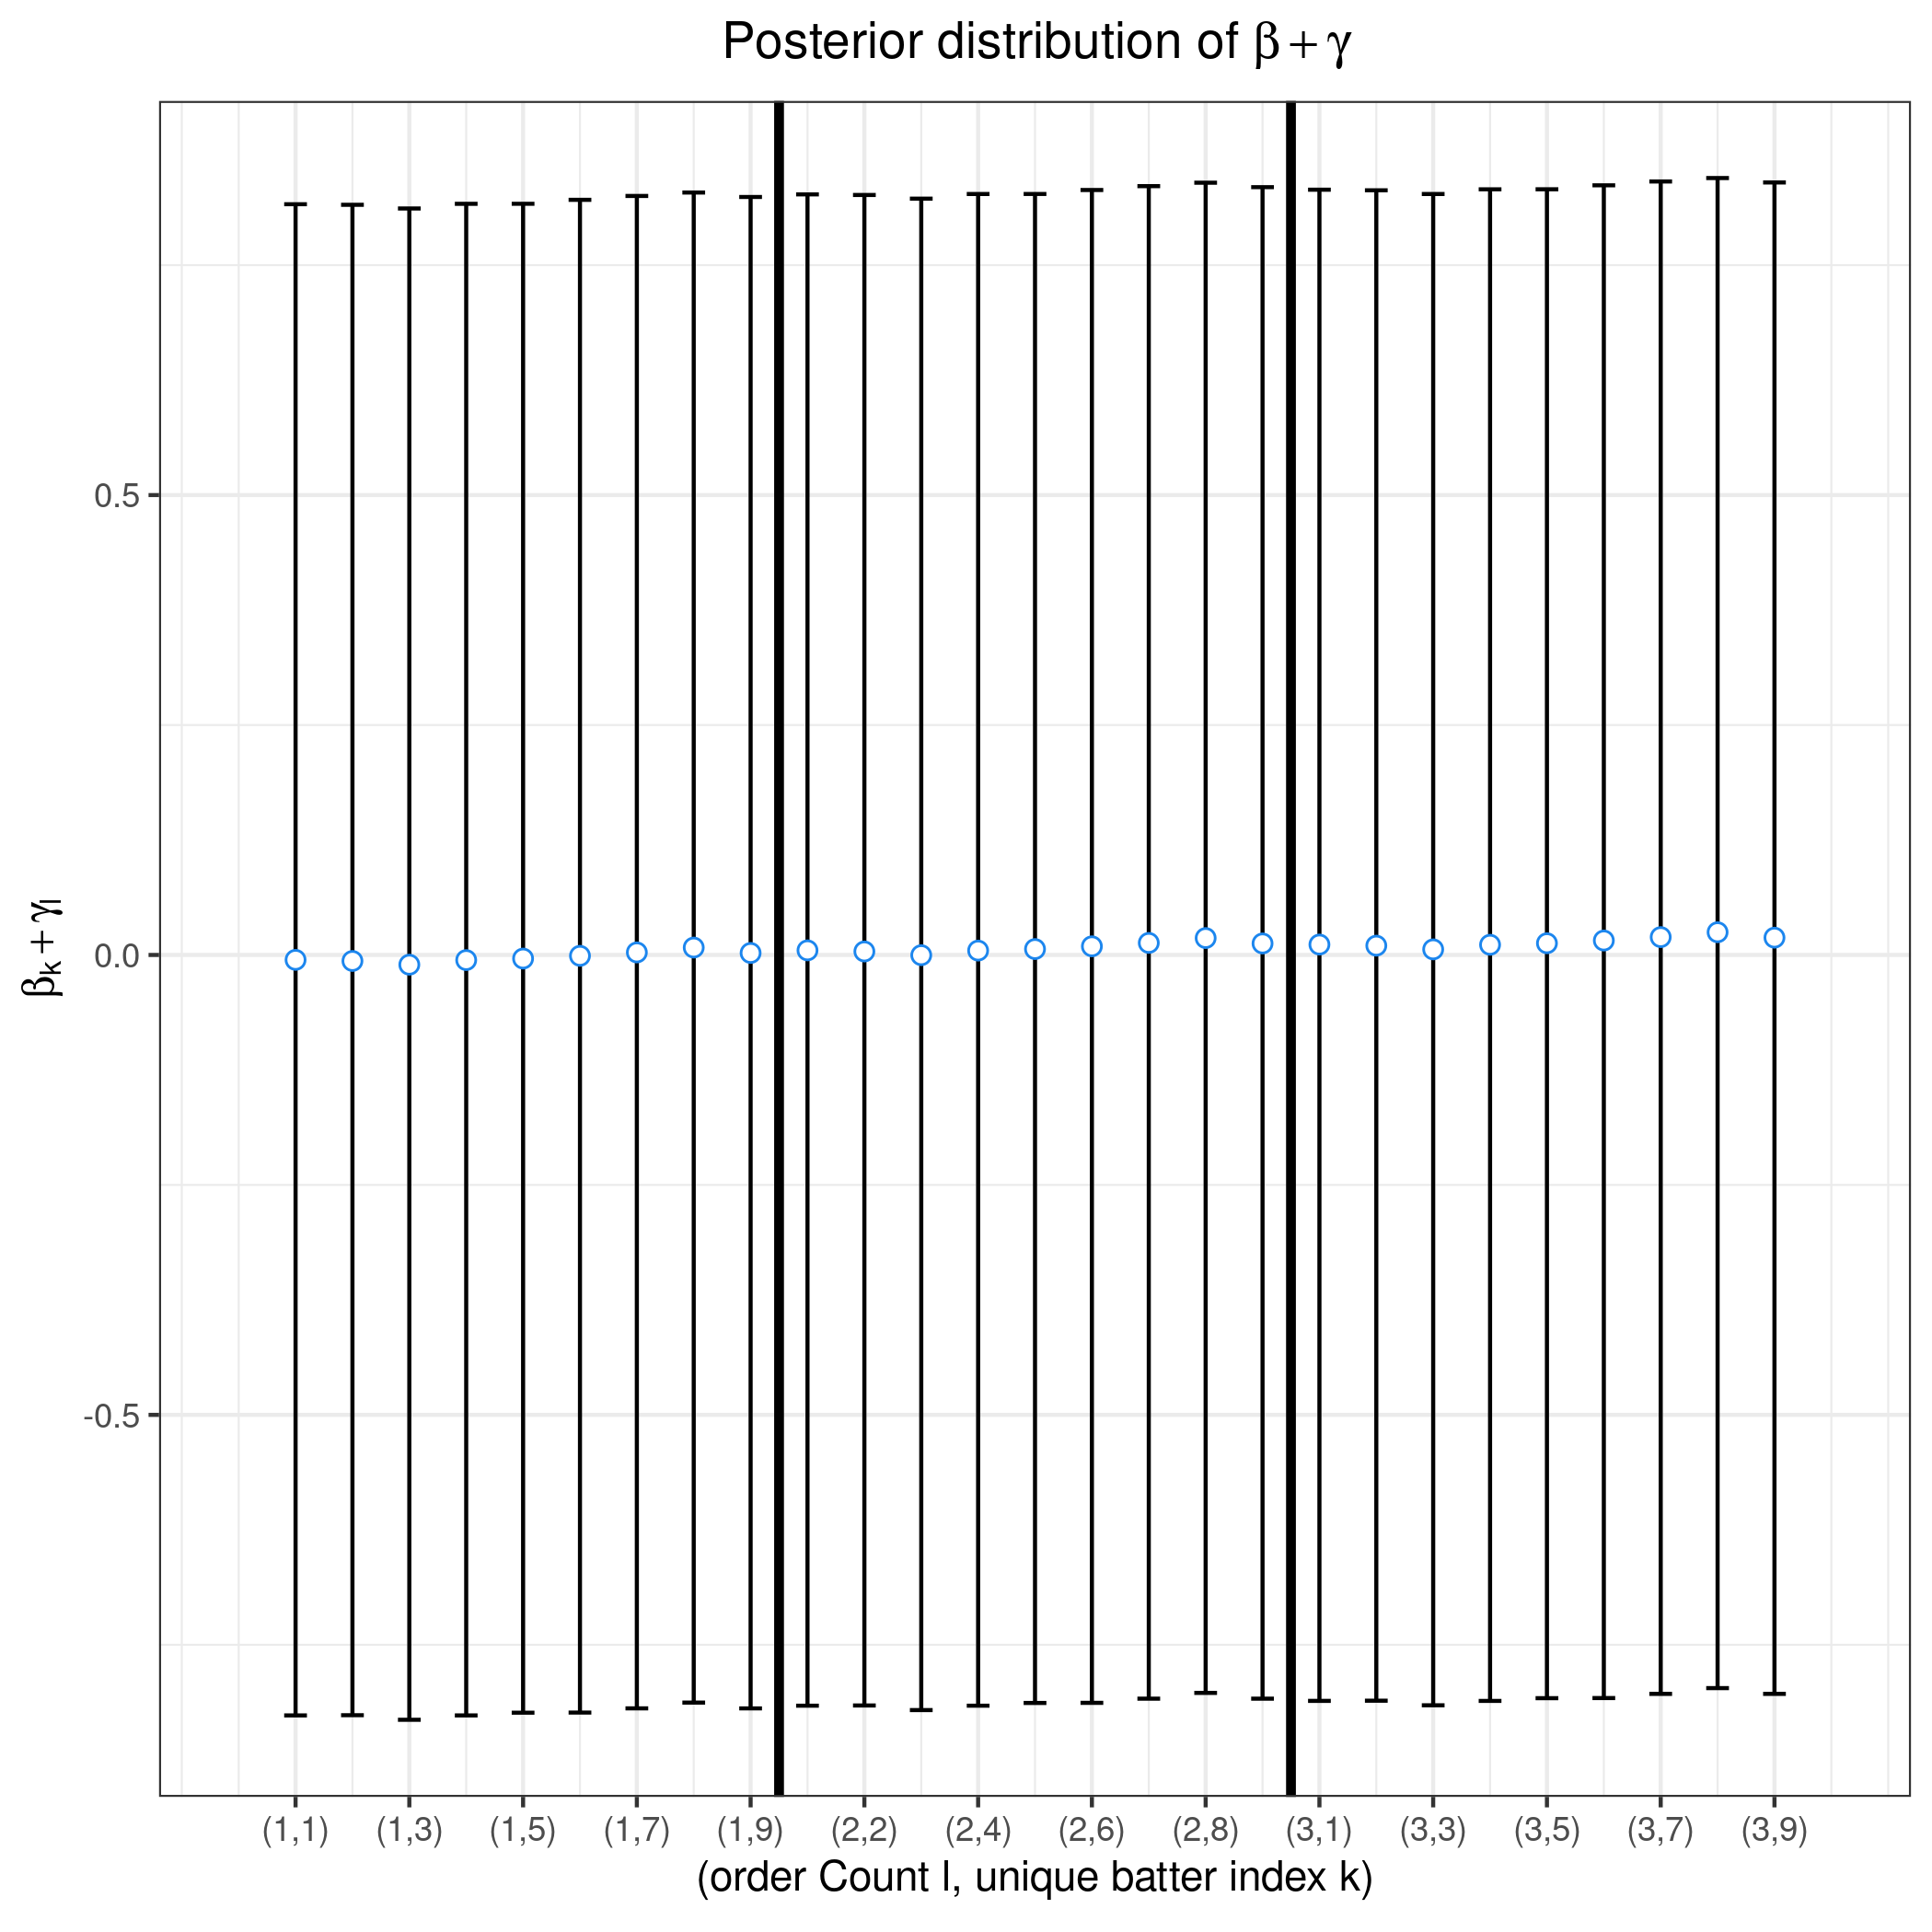 Posterior distribution of β+γ
βk+γl
0.5
0.0
-0.5
(1,1) (1,3) (1,5) (1,7) (1,9) (2,2) (2,4) (2,6) (2,8) (3,1) (3,3) (3,5) (3,7) (3,9)
(order Count l, unique batter index k)